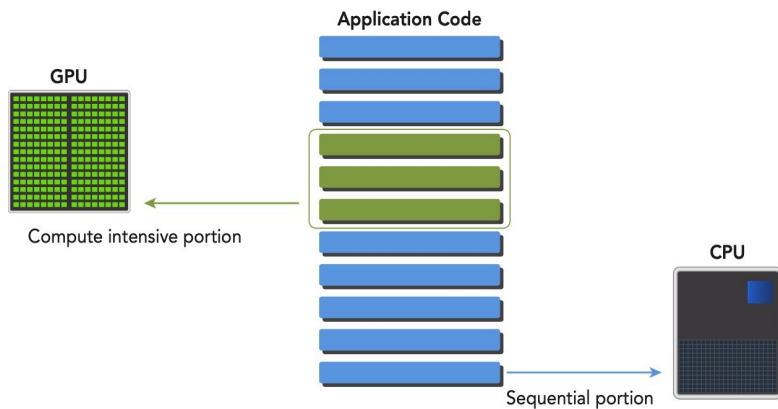 Application Code
GPU
Compute intensive portion
CPU
Sequential portion